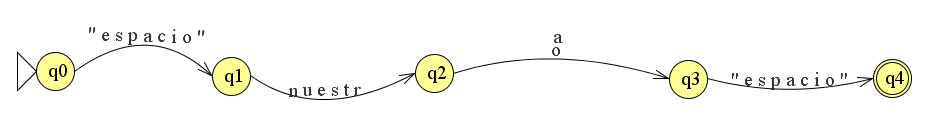 "espacio"
a
o
q0
q1
q2
q3
q4
nuestr
"espacio"